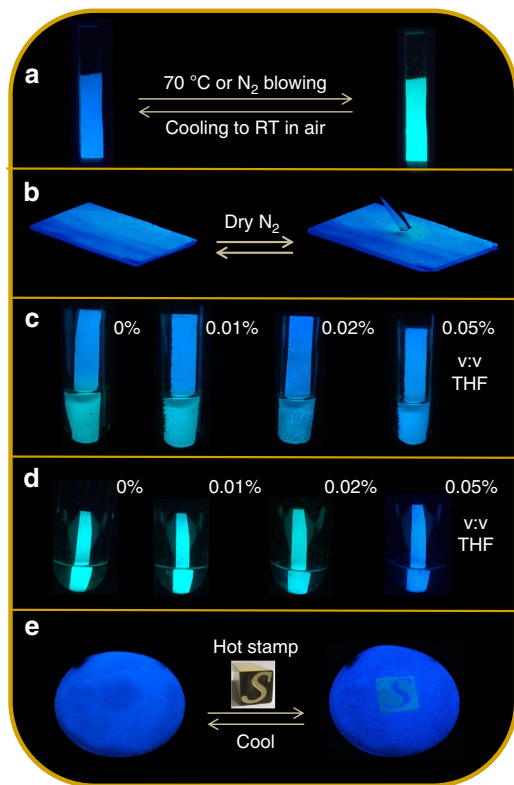 a
70 °C or N₂ blowing
Cooling to RT in air
b
Dry N₂
c
0%
0.01%
0.02%
0.05%
v:v
THF
d
0%
0.01%
0.02%
0.05%
v:v
THF
e
Hot stamp
S
Cool
S